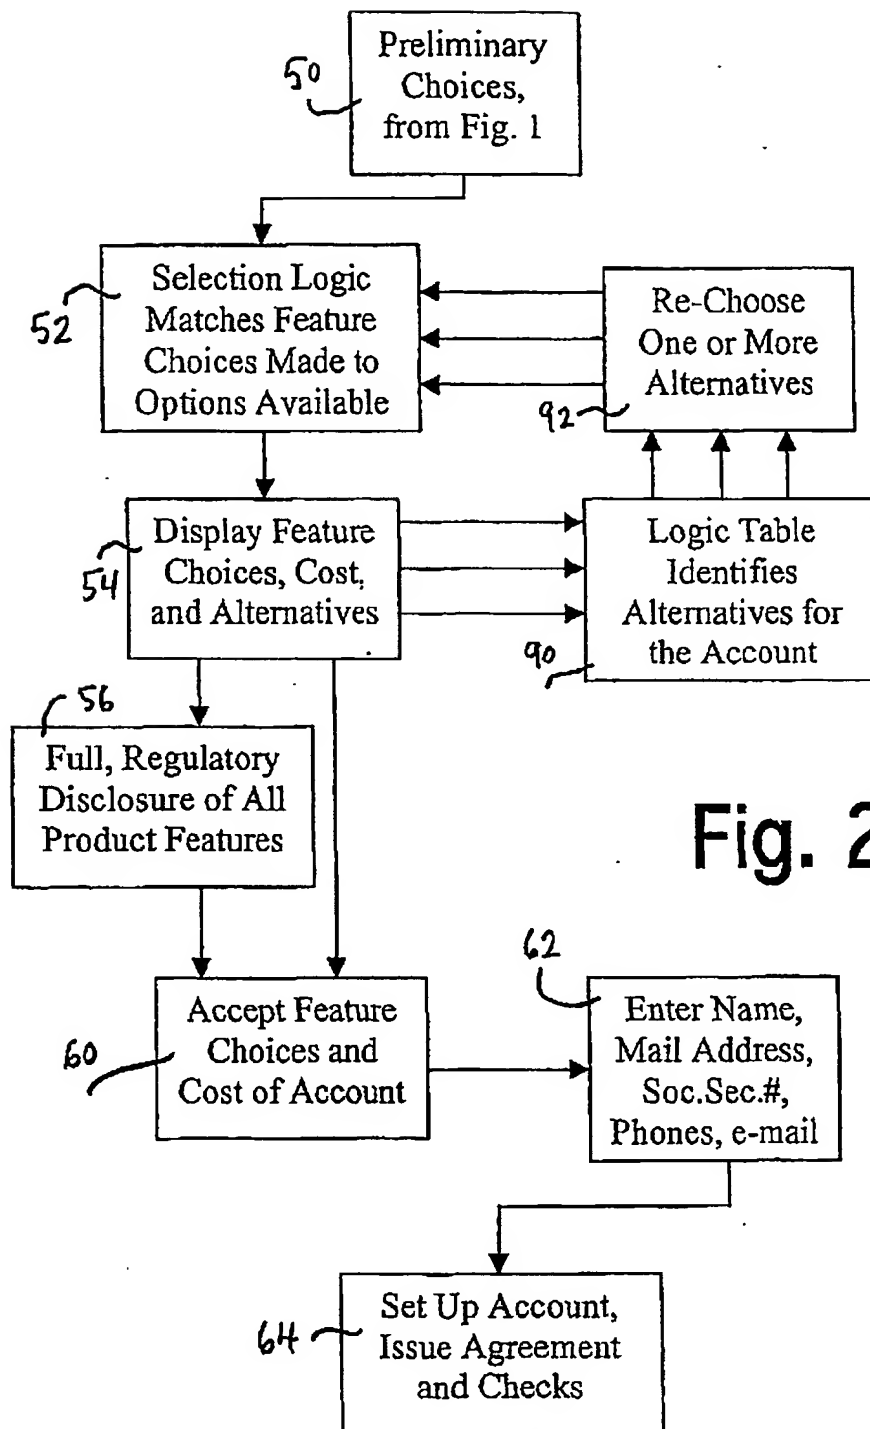 50
Preliminary
Choices,
from Fig. 1
52
Selection Logic
Matches Feature
Choices Made to
Options Available
Re-Choose
One or More
Alternatives
92
54
Display Feature
Choices, Cost,
and Alternatives
Logic Table
Identifies
Alternatives for
the Account
90
56
Full, Regulatory
Disclosure of All
Product Features
Fig. 2
60
Accept Feature
Choices and
Cost of Account
62
Enter Name,
Mail Address,
Soc.Sec.#,
Phones, e-mail
64
Set Up Account,
Issue Agreement
and Checks